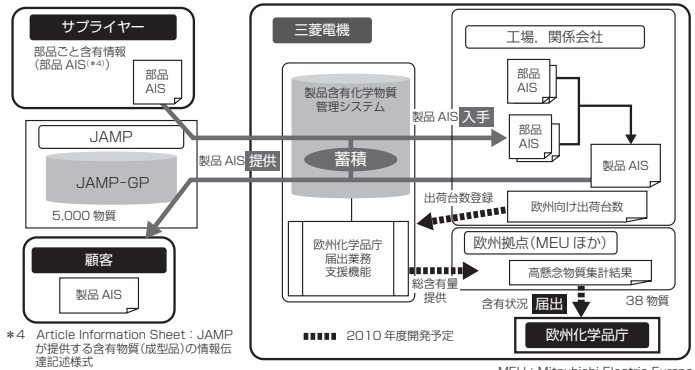 サプライヤー
部品ごと含有情報
(部品 AIS(*4))
部品
AIS
JAMP
JAMP-GP
5,000 物質
顧客
製品 AIS
*4 Article Information Sheet：JAMP
が提供する含有物質(成型品)の情報伝
達記述様式
三菱電機
製品含有化学物質
管理システム
製品 AIS 入手
製品 AIS 提供
蓄積
欧州化学品庁
届出業務
支援機能
2010 年度開発予定
工場，関係会社
部品
AIS
部品
AIS
製品 AIS
出荷台数登録
欧州向け出荷台数
欧州拠点(MEU ほか)
総含有量
提供
高懸念物質集計結果
含有状況 届出
38 物質
欧州化学品庁